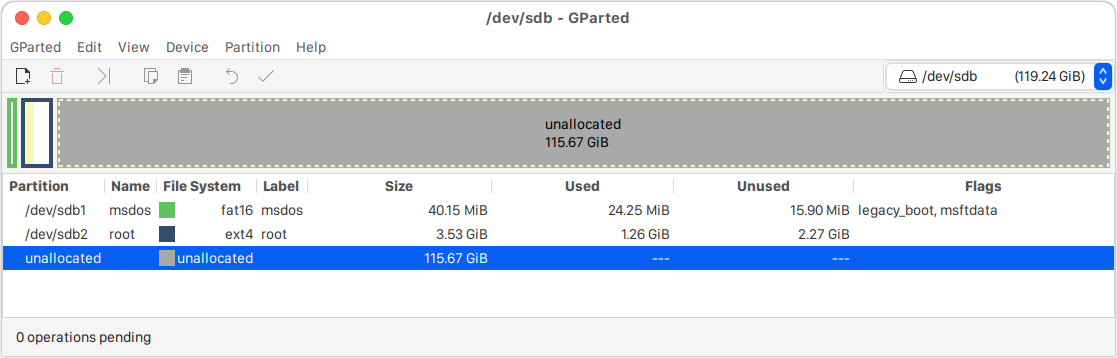 /dev/sdb - GParted
GParted Edit View Device Partition Help
/dev/sdb (119.24 GiB)
unallocated
115.67 GiB
Partition Name File System Label Size Used Unused Flags
/dev/sdb1 msdos fat16 msdos 40.15 MiB 24.25 MiB 15.90 MiB legacy_boot, msftdata
/dev/sdb2 root ext4 root 3.53 GiB 1.26 GiB 2.27 GiB
unallocated unallocated 115.67 GiB --- ---
0 operations pending